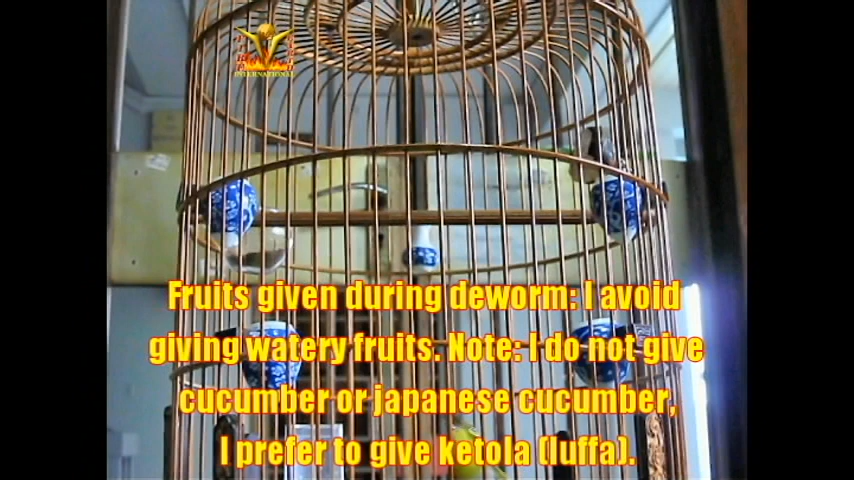 INTERNATIONAL
Fruits given during deworm: I avoid
giving watery fruits. Note: I do not give
cucumber or japanese cucumber,
I prefer to give ketola (luffa).